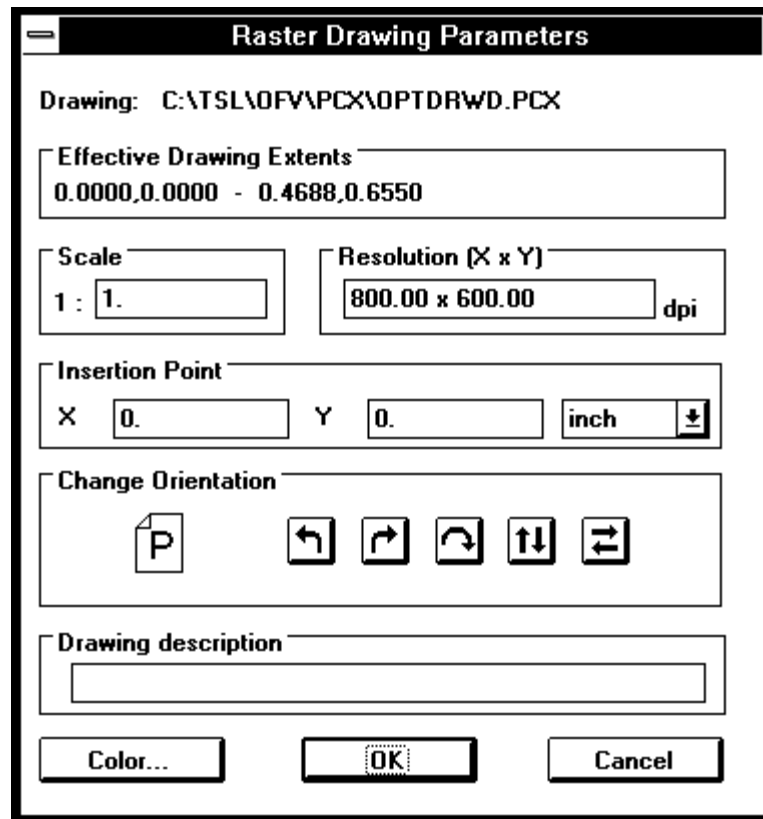 Raster Drawing Parameters
Drawing: C:\TSL\OFV\PCX\OPTDRWD.PCX
Effective Drawing Extents
0.0000,0.0000 - 0.4688,0.6550
Scale
1 : 1.
Resolution (X x Y)
800.00 x 600.00 dpi
Insertion Point
X 0. Y 0. inch
Change Orientation
P
Drawing description
Color... OK Cancel